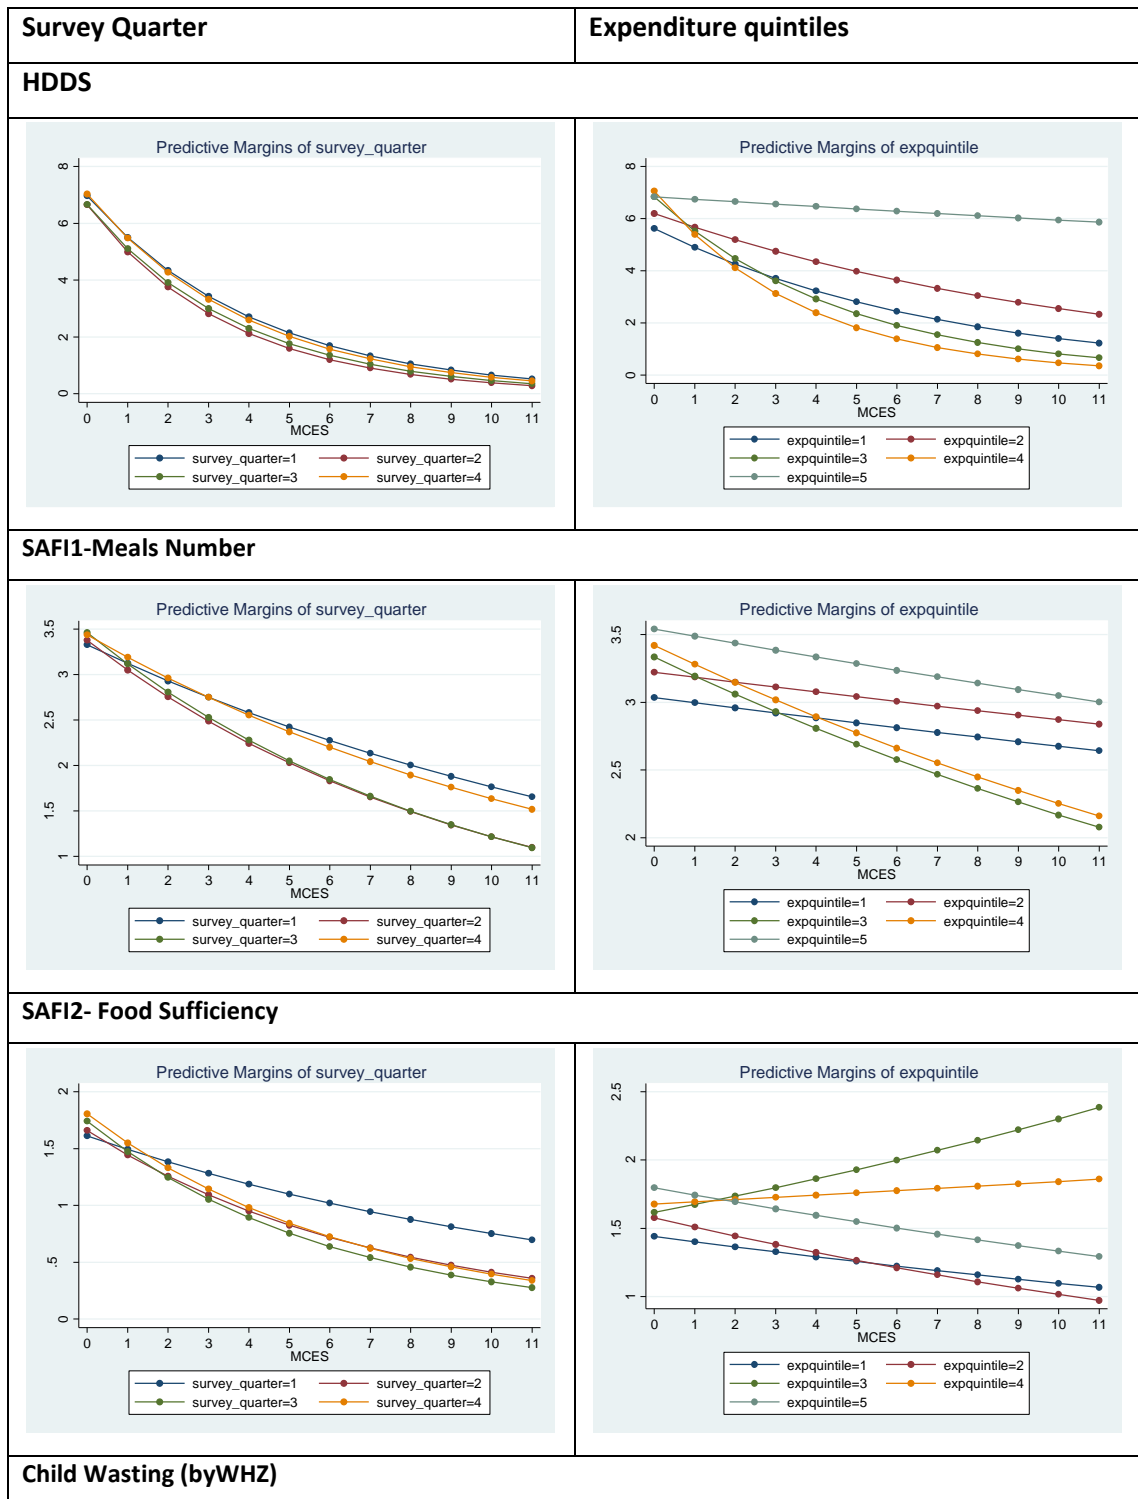 Survey Quarter
Expenditure quintiles
HDDS
Predictive Margins of survey_quarter
8
6
4
2
0
0 1 2 3 4 5 6 7 8 9 10 11
MCES
survey_quarter=1 survey_quarter=2
survey_quarter=3 survey_quarter=4
Predictive Margins of expquintile
8
6
4
2
0
0 1 2 3 4 5 6 7 8 9 10 11
MCES
expquintile=1 expquintile=2
expquintile=3 expquintile=4
expquintile=5
SAFI1-Meals Number
Predictive Margins of survey_quarter
3.5
3
2.5
2
1.5
1
0 1 2 3 4 5 6 7 8 9 10 11
MCES
survey_quarter=1 survey_quarter=2
survey_quarter=3 survey_quarter=4
Predictive Margins of expquintile
3.5
3
2.5
2
0 1 2 3 4 5 6 7 8 9 10 11
MCES
expquintile=1 expquintile=2
expquintile=3 expquintile=4
expquintile=5
SAFI2- Food Sufficiency
Predictive Margins of survey_quarter
2
1.5
1
.5
0
0 1 2 3 4 5 6 7 8 9 10 11
MCES
survey_quarter=1 survey_quarter=2
survey_quarter=3 survey_quarter=4
Predictive Margins of expquintile
2.5
2
1.5
1
0 1 2 3 4 5 6 7 8 9 10 11
MCES
expquintile=1 expquintile=2
expquintile=3 expquintile=4
expquintile=5
Child Wasting (byWHZ)